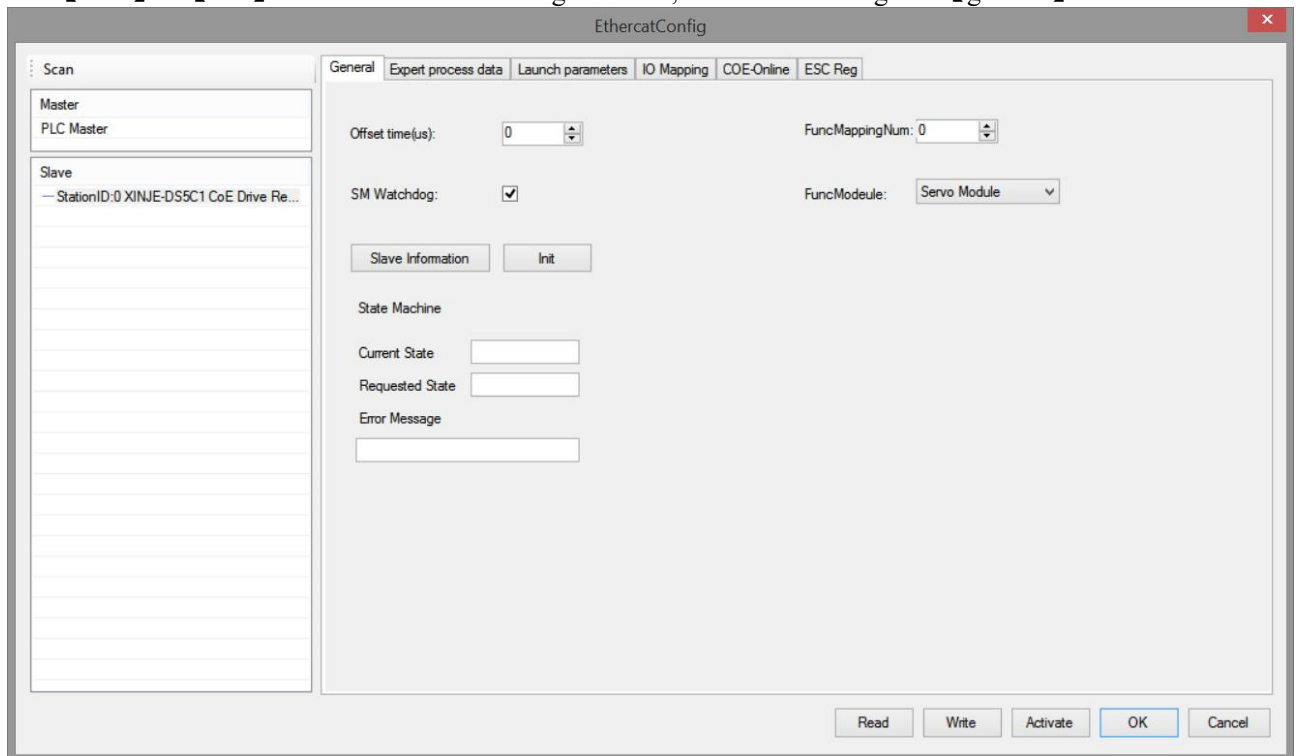 EthercatConfig
Scan
Master
PLC Master
Slave
StationID:0 XINJE-DS5C1 CoE Drive Re...
General Expert process data Launch parameters IO Mapping COE-Online ESC Reg
Offset time(us): 0 FuncMappingNum: 0
SM Watchdog: FuncModeule: Servo Module
Slave Information Init
State Machine
Current State
Requested State
Error Message
Read Write Activate OK Cancel